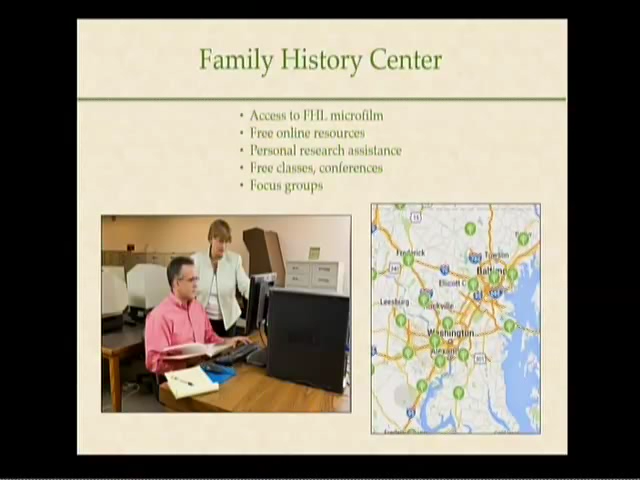 Family History Center
• Access to FHL microfilm
• Free online resources
• Personal research assistance
• Free classes, conferences
• Focus groups
Frederick
Towson
Baltimore
Ellicott C
Leesburg
Rockville
Washington